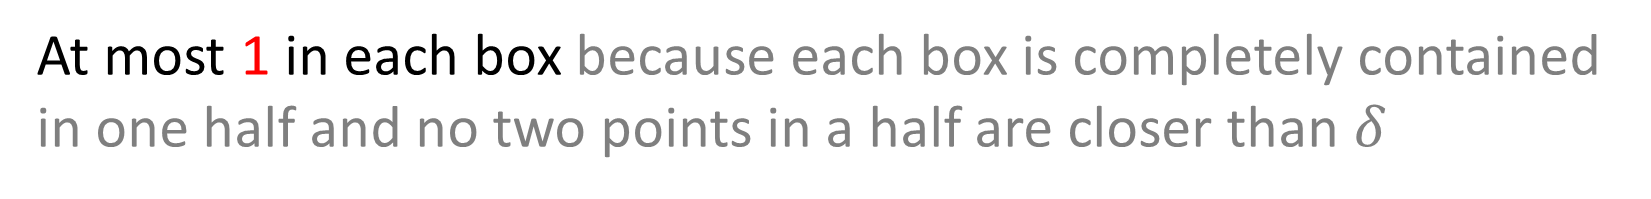 At most 1 in each box because each box is completely contained
in one half and no two points in a half are closer than δ